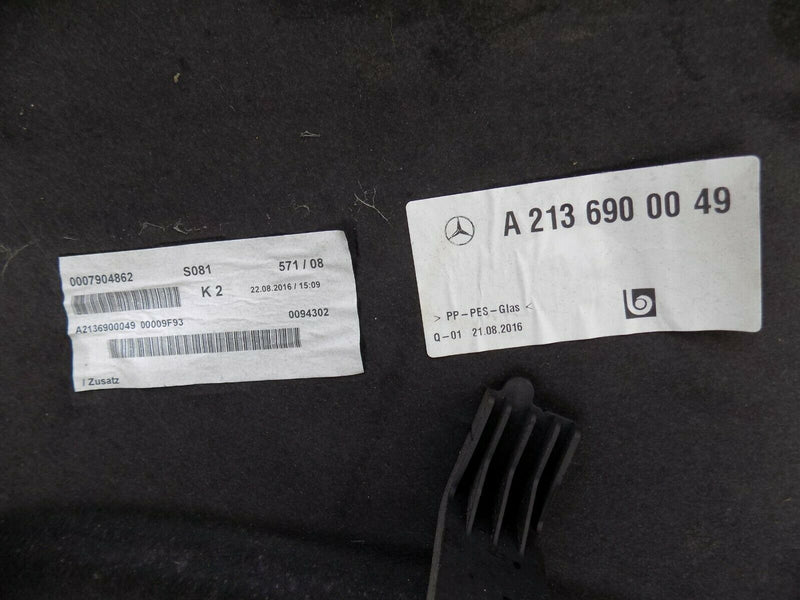 0007904862 S081 571 / 08
K 2 22.08.2016 / 15:09
A2136900049 00009F93 0094302
/ Zusatz
A 213 690 00 49
> PP-PES-Glas <
Q-01 21.08.2016